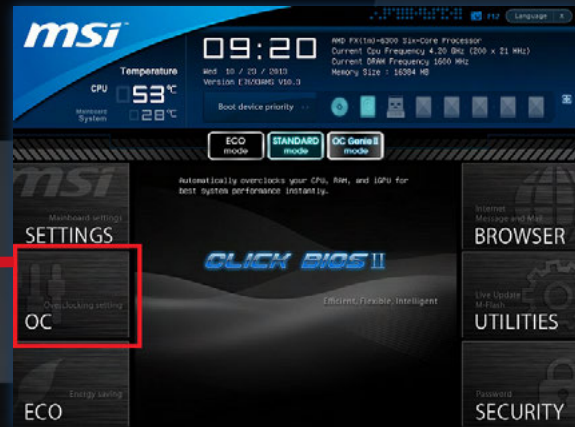 msi
F12 Language X
09:20
AMD FX(tm)-6300 Six-Core Processor
Current Cpu Frequency 4.20 GHz (200 x 21 MHz)
Current DRAM Frequency 1600 MHz
Memory Size : 16384 MB
Temperature
Wed 10 / 23 / 2013
CPU 53°C
Mainboard
System 28°C
Boot device priority
ECO
mode
STANDARD
mode
OC Genie II
mode
Automatically overclocks your CPU, RAM, and iGPU for
best system performance instantly.
msi
Mainboard settings
SETTINGS
Internet
Message and Mail
BROWSER
CLICK BIOS II
Efficient, Flexible, Intelligent
Overclocking setting
OC
Live Update
M-Flash
UTILITIES
Energy saving
ECO
Password
SECURITY